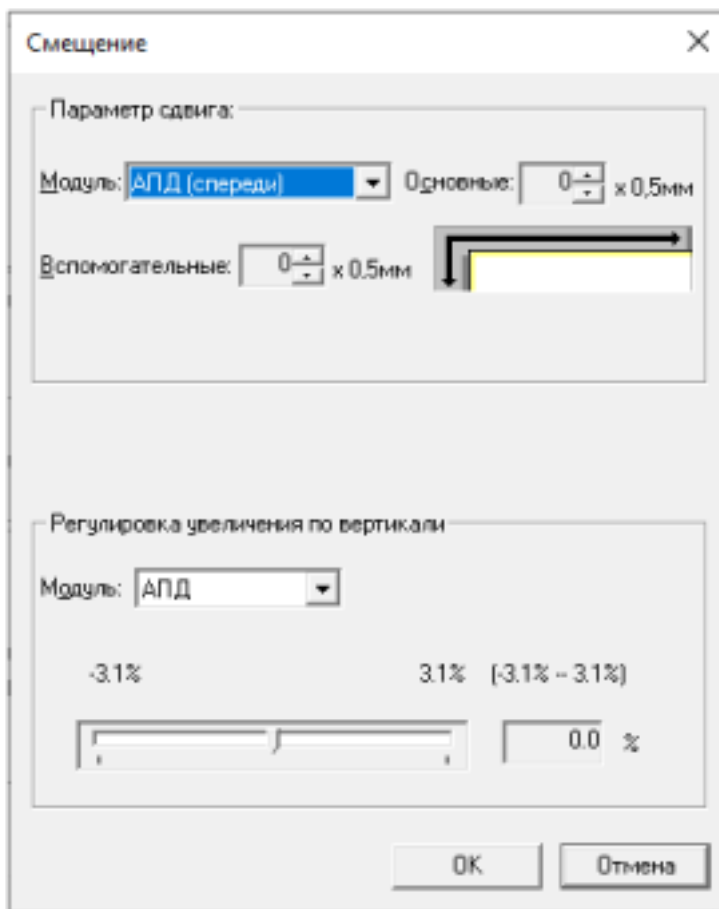 Смещение
Параметр сдвига:
Модуль: АПД (спереди) Основные: 0 x 0,5мм
Вспомогательные: 0 x 0.5мм
Регулировка увеличения по вертикали
Модуль: АПД
-3.1% 3.1% (-3.1% -- 3.1%)
0.0 %
OK Отмена